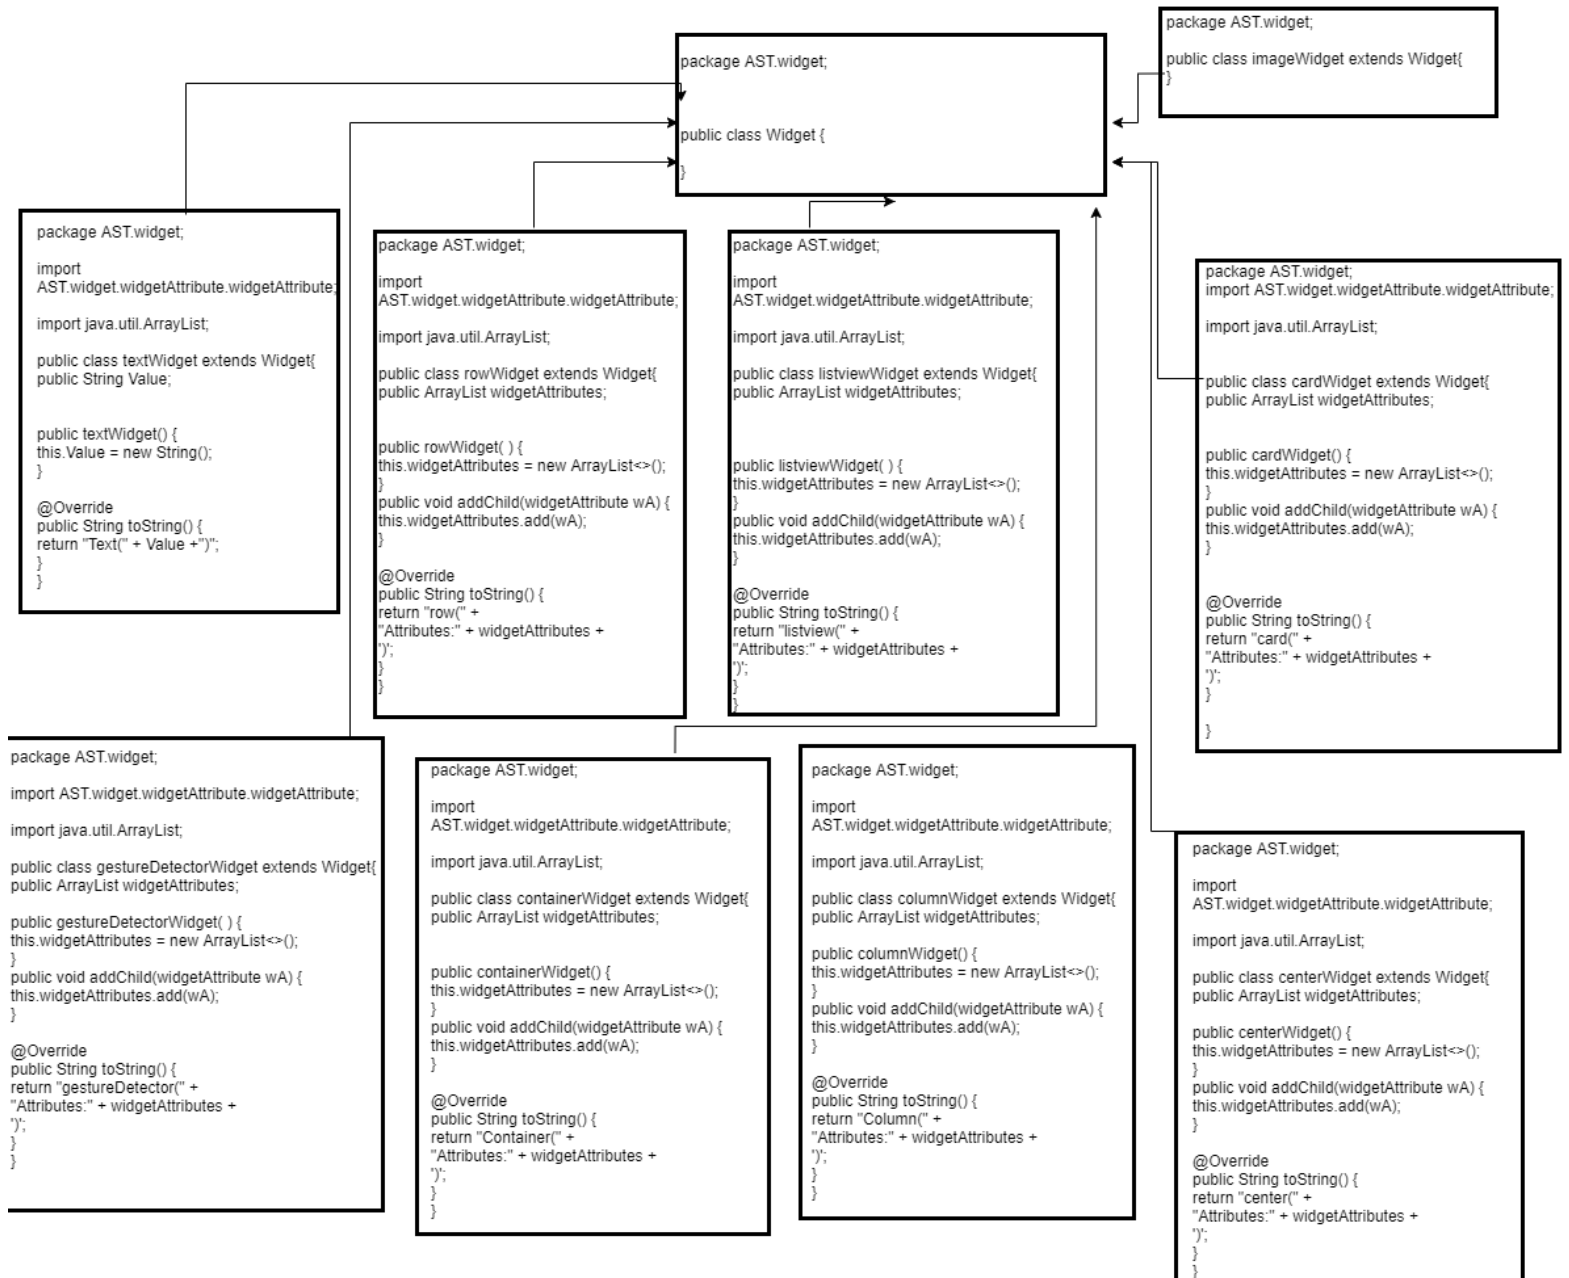 package AST.widget;
public class Widget {
}
package AST.widget;
public class imageWidget extends Widget{
}
package AST.widget;
import
AST.widget.widgetAttribute.widgetAttribute;
import java.util.ArrayList;
public class textWidget extends Widget{
public String Value;
public textWidget() {
this.Value = new String();
}
@Override
public String toString() {
return "Text(" + Value +")";
}
}
package AST.widget;
import
AST.widget.widgetAttribute.widgetAttribute;
import java.util.ArrayList;
public class rowWidget extends Widget{
public ArrayList widgetAttributes;
public rowWidget( ) {
this.widgetAttributes = new ArrayList<>();
}
public void addChild(widgetAttribute wA) {
this.widgetAttributes.add(wA);
}
@Override
public String toString() {
return "row(" +
"Attributes:" + widgetAttributes +
')';
}
}
package AST.widget;
import
AST.widget.widgetAttribute.widgetAttribute;
import java.util.ArrayList;
public class listviewWidget extends Widget{
public ArrayList widgetAttributes;
public listviewWidget( ) {
this.widgetAttributes = new ArrayList<>();
}
public void addChild(widgetAttribute wA) {
this.widgetAttributes.add(wA);
}
@Override
public String toString() {
return "listview(" +
"Attributes:" + widgetAttributes +
')';
}
}
package AST.widget;
import AST.widget.widgetAttribute.widgetAttribute;
import java.util.ArrayList;
public class cardWidget extends Widget{
public ArrayList widgetAttributes;
public cardWidget() {
this.widgetAttributes = new ArrayList<>();
}
public void addChild(widgetAttribute wA) {
this.widgetAttributes.add(wA);
}
@Override
public String toString() {
return "card(" +
"Attributes:" + widgetAttributes +
')';
}
}
package AST.widget;
import AST.widget.widgetAttribute.widgetAttribute;
import java.util.ArrayList;
public class gestureDetectorWidget extends Widget{
public ArrayList widgetAttributes;
public gestureDetectorWidget( ) {
this.widgetAttributes = new ArrayList<>();
}
public void addChild(widgetAttribute wA) {
this.widgetAttributes.add(wA);
}
@Override
public String toString() {
return "gestureDetector(" +
"Attributes:" + widgetAttributes +
')';
}
}
package AST.widget;
import
AST.widget.widgetAttribute.widgetAttribute;
import java.util.ArrayList;
public class containerWidget extends Widget{
public ArrayList widgetAttributes;
public containerWidget() {
this.widgetAttributes = new ArrayList<>();
}
public void addChild(widgetAttribute wA) {
this.widgetAttributes.add(wA);
}
@Override
public String toString() {
return "Container(" +
"Attributes:" + widgetAttributes +
')';
}
}
package AST.widget;
import
AST.widget.widgetAttribute.widgetAttribute;
import java.util.ArrayList;
public class columnWidget extends Widget{
public ArrayList widgetAttributes;
public columnWidget() {
this.widgetAttributes = new ArrayList<>();
}
public void addChild(widgetAttribute wA) {
this.widgetAttributes.add(wA);
}
@Override
public String toString() {
return "Column(" +
"Attributes:" + widgetAttributes +
')';
}
}
package AST.widget;
import
AST.widget.widgetAttribute.widgetAttribute;
import java.util.ArrayList;
public class centerWidget extends Widget{
public ArrayList widgetAttributes;
public centerWidget() {
this.widgetAttributes = new ArrayList<>();
}
public void addChild(widgetAttribute wA) {
this.widgetAttributes.add(wA);
}
@Override
public String toString() {
return "center(" +
"Attributes:" + widgetAttributes +
')';
}
}